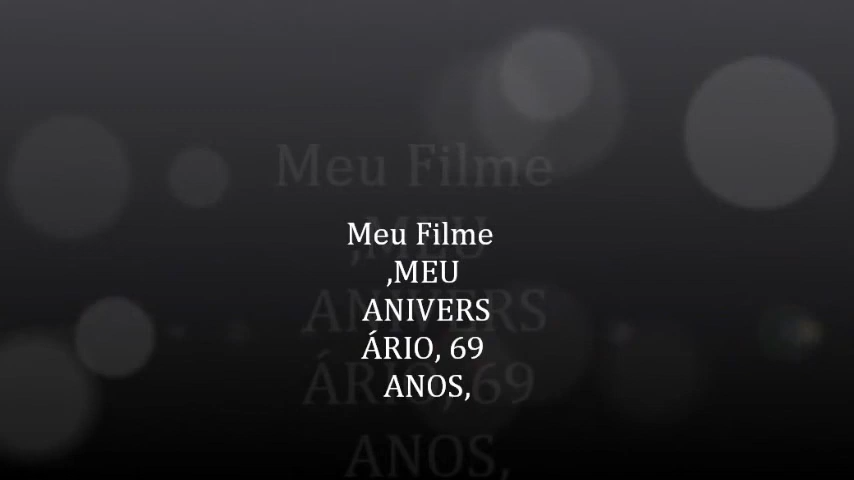 Meu Filme
,MEU
ANIVERS
ÁRIO, 69
ANOS,